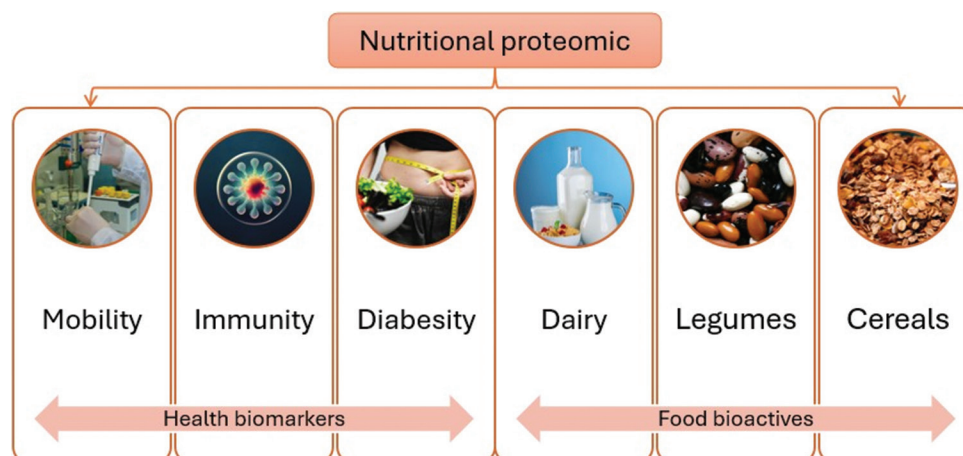 Nutritional proteomic
Mobility
Immunity
Diabesity
Dairy
Legumes
Cereals
Health biomarkers
Food bioactives